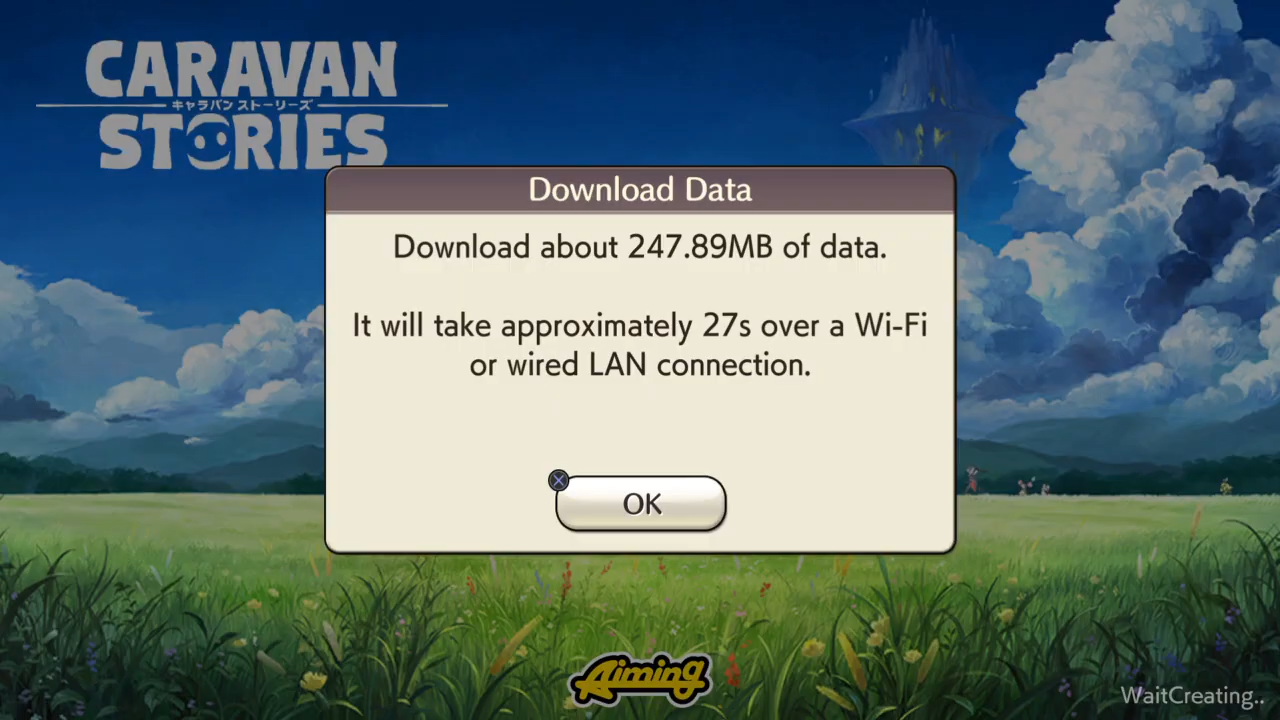 CARAVAN
キャラバン ストーリーズ
STORIES
Download Data
Download about 247.89MB of data.
It will take approximately 27s over a Wi-Fi
or wired LAN connection.
OK
Aiming
WaitCreating..